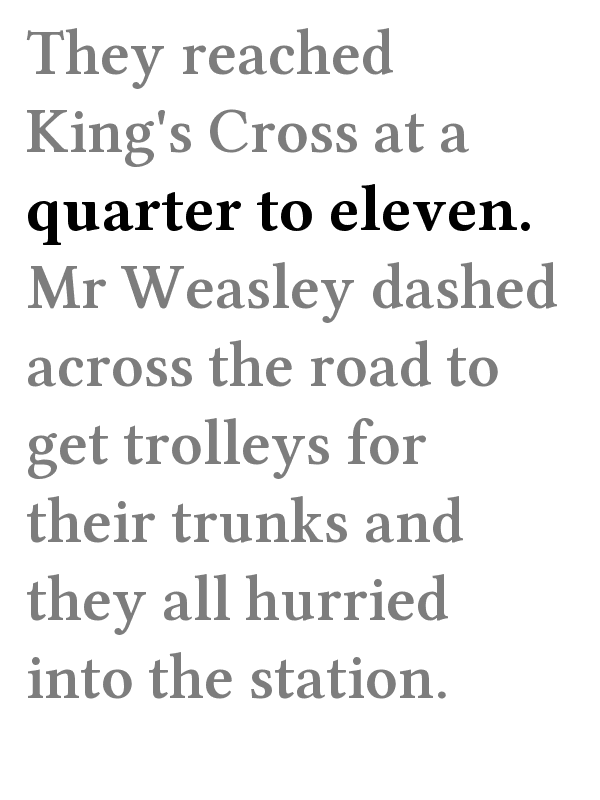 They reached
King's Cross at a
quarter to eleven.
Mr Weasley dashed
across the road to
get trolleys for
their trunks and
they all hurried
into the station.